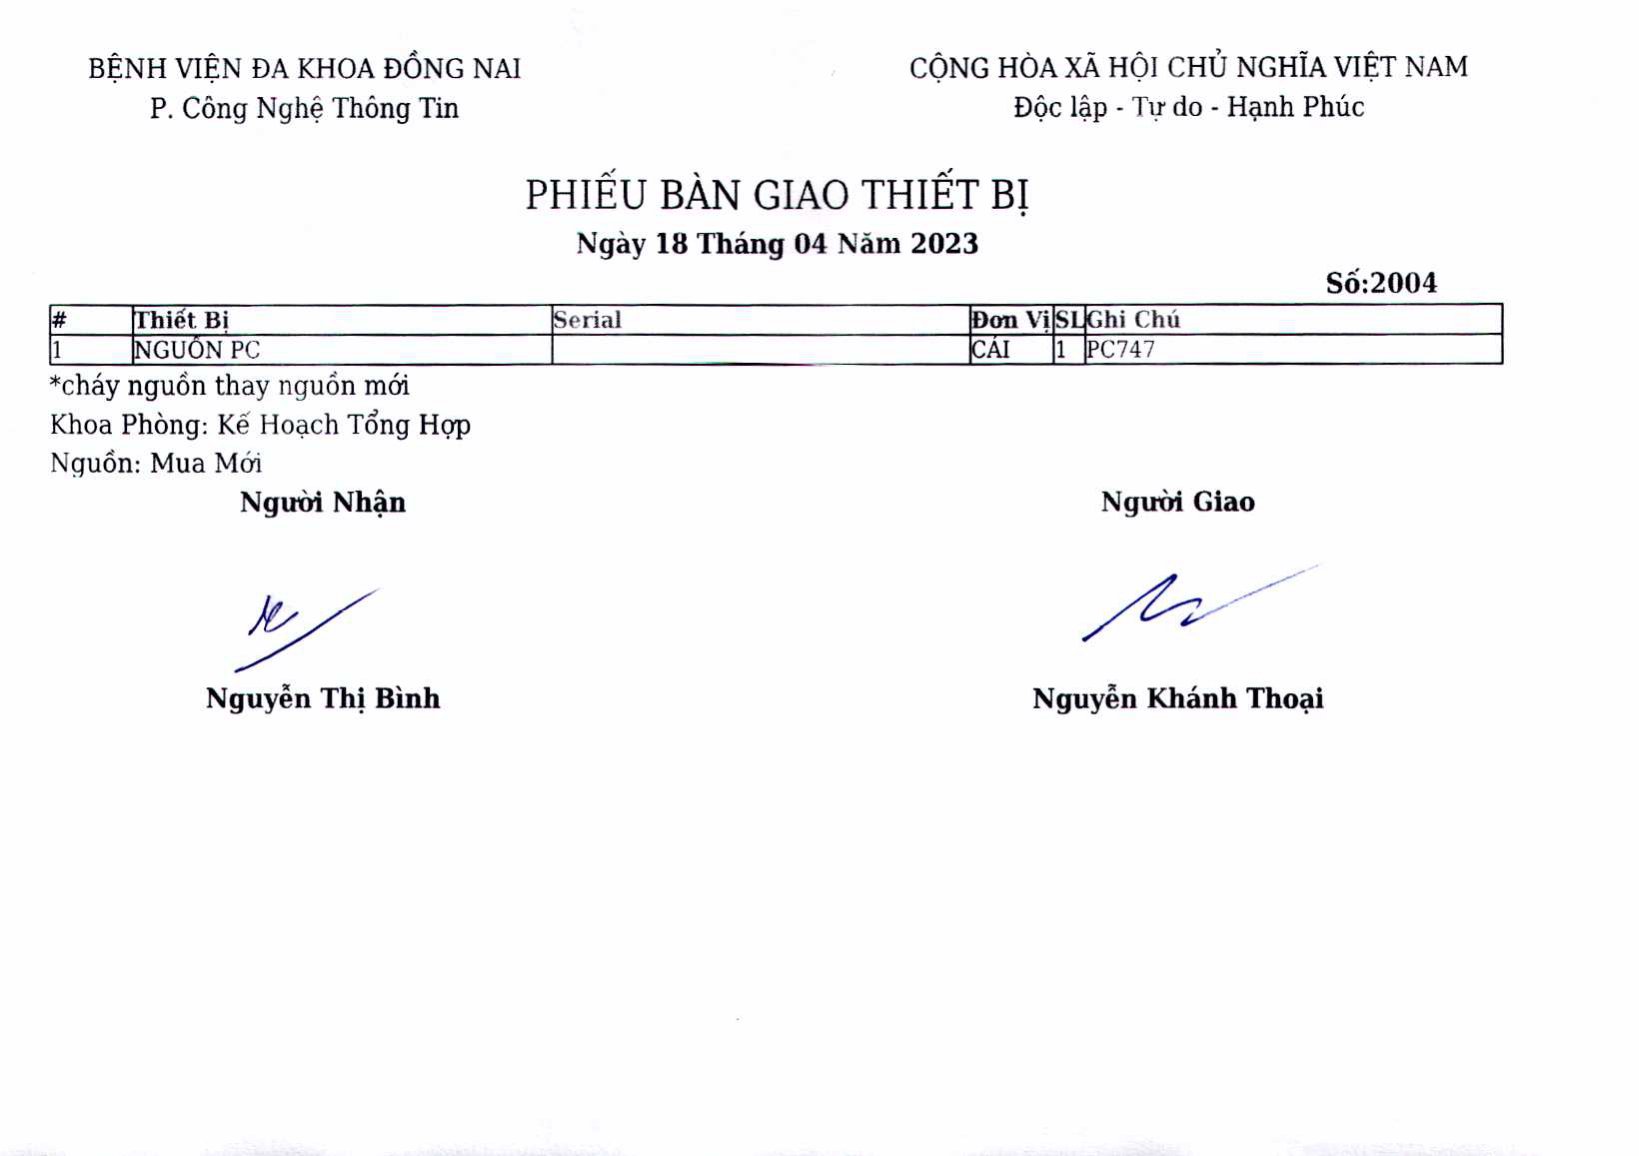 BỆNH VIỆN ĐA KHOA ĐỒNG NAI
P. Công Nghệ Thông Tin
CỘNG HÒA XÃ HỘI CHỦ NGHĨA VIỆT NAM
Độc lập - Tự do - Hạnh Phúc
PHIẾU BÀN GIAO THIẾT BỊ
Ngày 18 Tháng 04 Năm 2023
Số:2004
# Thiết Bị Serial Đơn Vị SL Ghi Chú
1 NGUỒN PC CÁI 1 PC747
*cháy nguồn thay nguồn mới
Khoa Phòng: Kế Hoạch Tổng Hợp
Nguồn: Mua Mới
Người Nhận Người Giao
Nguyễn Thị Bình Nguyễn Khánh Thoại